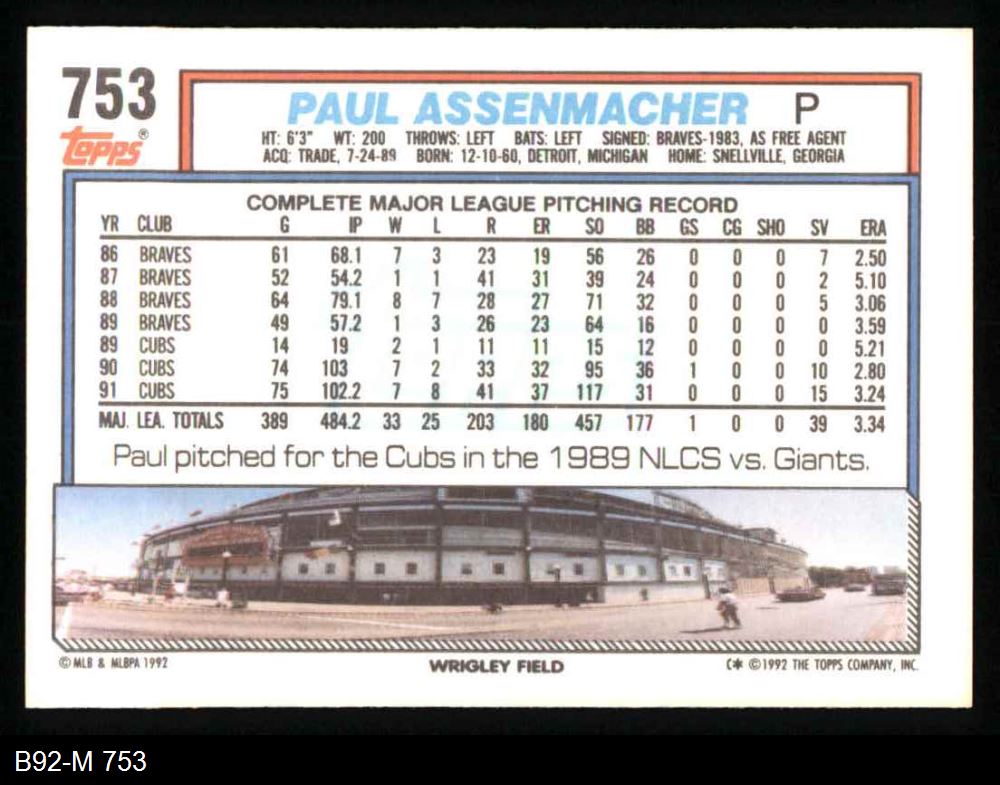 753
Topps®
PAUL ASSENMACHER P
HT: 6'3" WT: 200 THROWS: LEFT BATS: LEFT SIGNED: BRAVES-1983, AS FREE AGENT
ACQ: TRADE, 7-24-89 BORN: 12-10-60, DETROIT, MICHIGAN HOME: SNELLVILLE, GEORGIA
COMPLETE MAJOR LEAGUE PITCHING RECORD
YR CLUB G IP W L R ER SO BB GS CG SHO SV ERA
86 BRAVES 61 68.1 7 3 23 19 56 26 0 0 0 7 2.50
87 BRAVES 52 54.2 1 1 41 31 39 24 0 0 0 2 5.10
88 BRAVES 64 79.1 8 7 28 27 71 32 0 0 0 5 3.06
89 BRAVES 49 57.2 1 3 26 23 64 16 0 0 0 0 3.59
89 CUBS 14 19 2 1 11 11 15 12 0 0 0 0 5.21
90 CUBS 74 103 7 2 33 32 95 36 1 0 0 10 2.80
91 CUBS 75 102.2 7 8 41 37 117 31 0 0 0 15 3.24
MAJ. LEA. TOTALS 389 484.2 33 25 203 180 457 177 1 0 0 39 3.34
Paul pitched for the Cubs in the 1989 NLCS vs. Giants.
© MLB & MLBPA 1992
WRIGLEY FIELD
(* © 1992 THE TOPPS COMPANY, INC.
B92-M 753